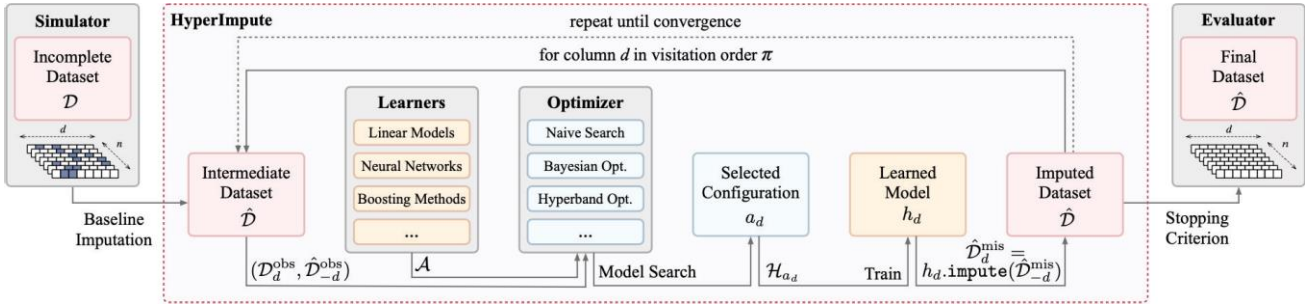 Simulator
Incomplete
Dataset
𝒟
d
n
Baseline
Imputation
HyperImpute
repeat until convergence
for column d in visitation order π
Intermediate
Dataset
𝒟̂
(𝒟_d^obs, 𝒟̂_{-d}^obs)
Learners
Linear Models
Neural Networks
Boosting Methods
...
𝒜
Optimizer
Naive Search
Bayesian Opt.
Hyperband Opt.
...
Model Search
Selected
Configuration
a_d
ℋ_{a_d}
Learned
Model
h_d
Train
Imputed
Dataset
𝒟̂
𝒟̂_d^mis =
h_d.impute(𝒟̂_{-d}^mis)
Evaluator
Final
Dataset
𝒟̂
d
n
Stopping
Criterion